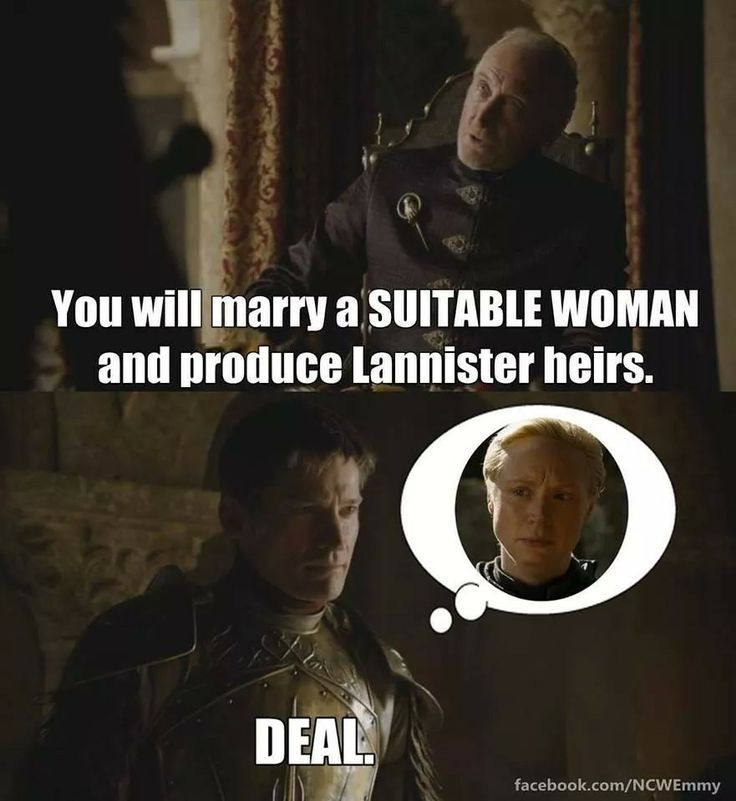 You will marry a SUITABLE WOMAN
and produce Lannister heirs.
DEAL.
facebook.com/NCWEmmy